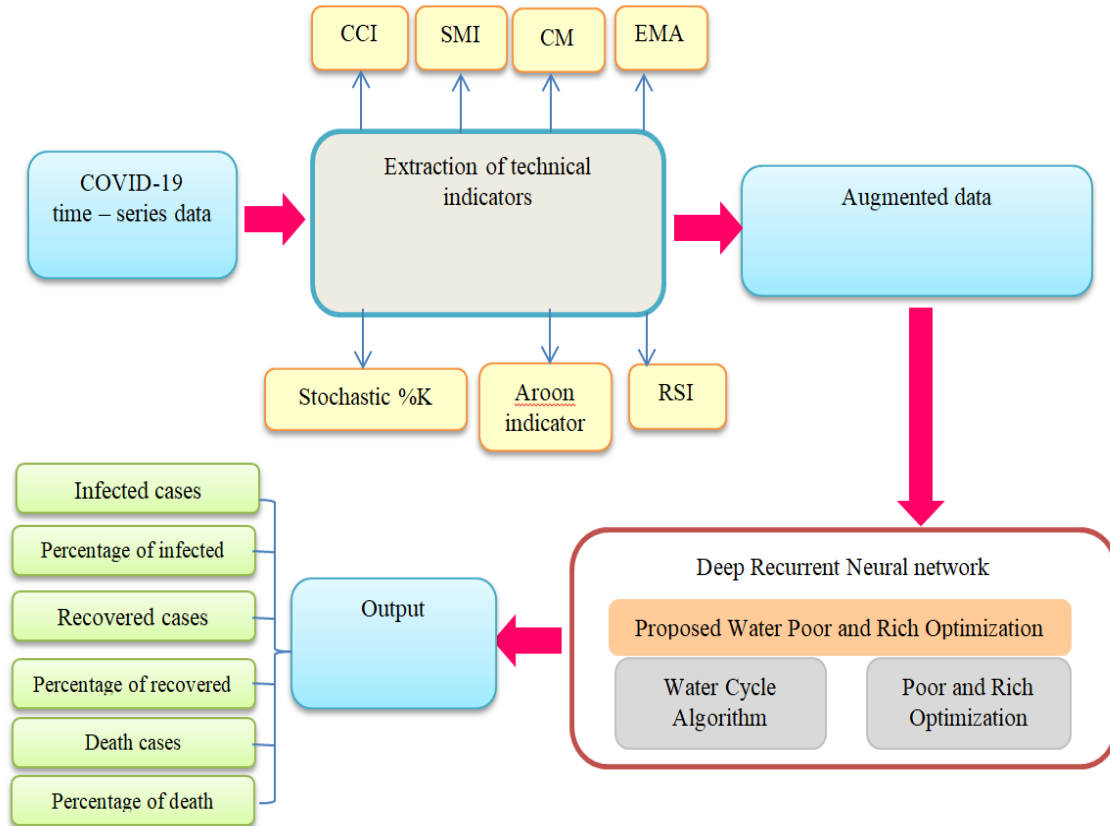 CCI
SMI
CM
EMA
COVID-19
time – series data
Extraction of technical
indicators
Augmented data
Stochastic %K
Aroon
indicator
RSI
Infected cases
Percentage of infected
Recovered cases
Percentage of recovered
Death cases
Percentage of death
Output
Deep Recurrent Neural network
Proposed Water Poor and Rich Optimization
Water Cycle
Algorithm
Poor and Rich
Optimization